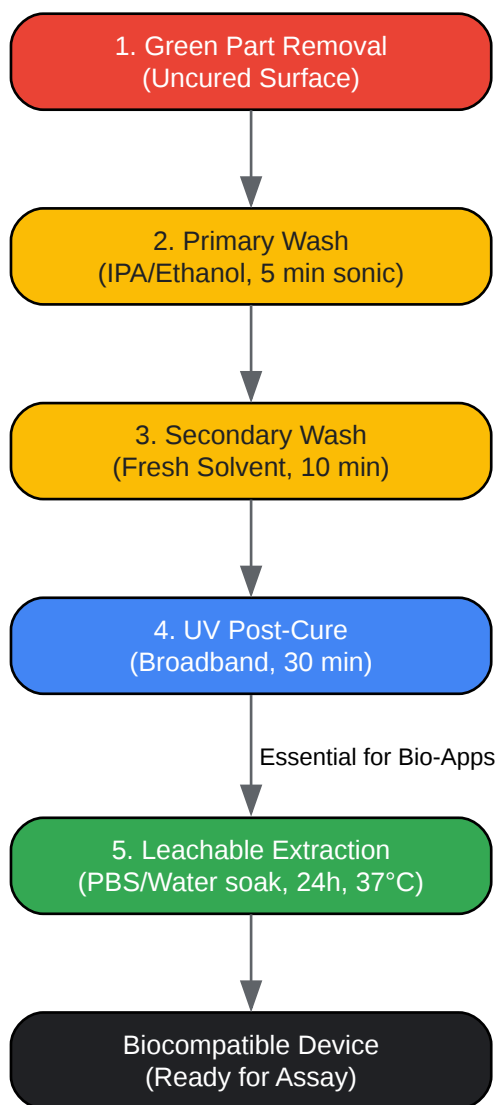 1. Green Part Removal
(Uncured Surface)
2. Primary Wash
(IPA/Ethanol, 5 min sonic)
3. Secondary Wash
(Fresh Solvent, 10 min)
4. UV Post-Cure
(Broadband, 30 min)
Essential for Bio-Apps
5. Leachable Extraction
(PBS/Water soak, 24h, 37°C)
Biocompatible Device
(Ready for Assay)